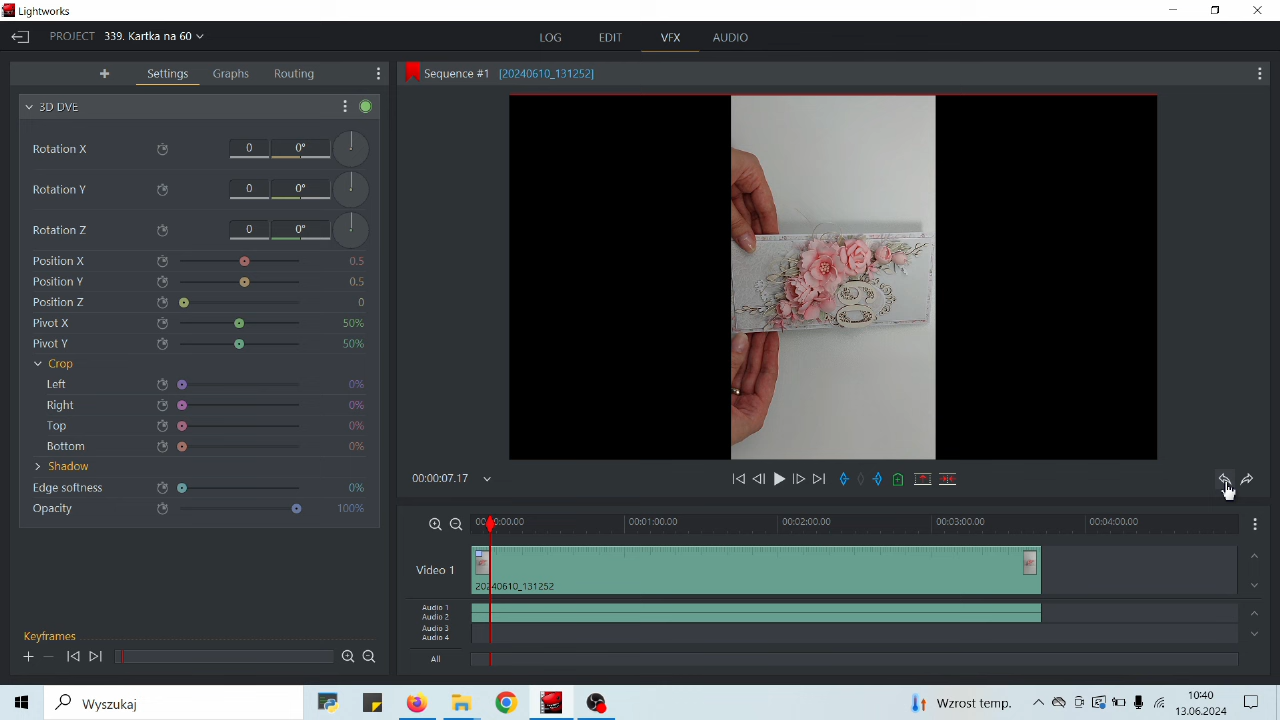 Lightworks
PROJECT 339. Kartka na 60
LOG EDIT VFX AUDIO
Settings Graphs Routing
Sequence #1 [20240610_131252]
3D DVE
Rotation X 0 0°
Rotation Y 0 0°
Rotation Z 0 0°
Position X 0.5
Position Y 0.5
Position Z 0
Pivot X 50%
Pivot Y 50%
Crop
Left 0%
Right 0%
Top 0%
Bottom 0%
Shadow
Edge softness 0%
Opacity 100%
60
00:00:07.17
00:01:00.00 00:02:00.00 00:03:00.00 00:04:00.00
Video 1
20240610_131252
Audio 1
Audio 2
Audio 3
Audio 4
All
Keyframes
Wyszukaj
Wzrost temp.
10:40
13.06.2024